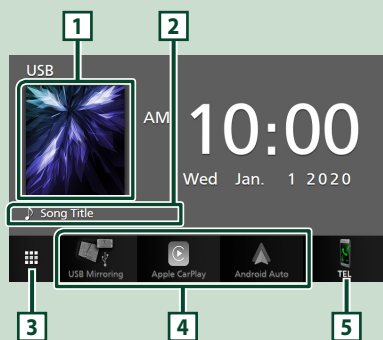 1 2
USB
AM 10:00
Wed Jan. 1 2020
♪ Song Title
USB Mirroring Apple CarPlay Android Auto TEL
3 4 5